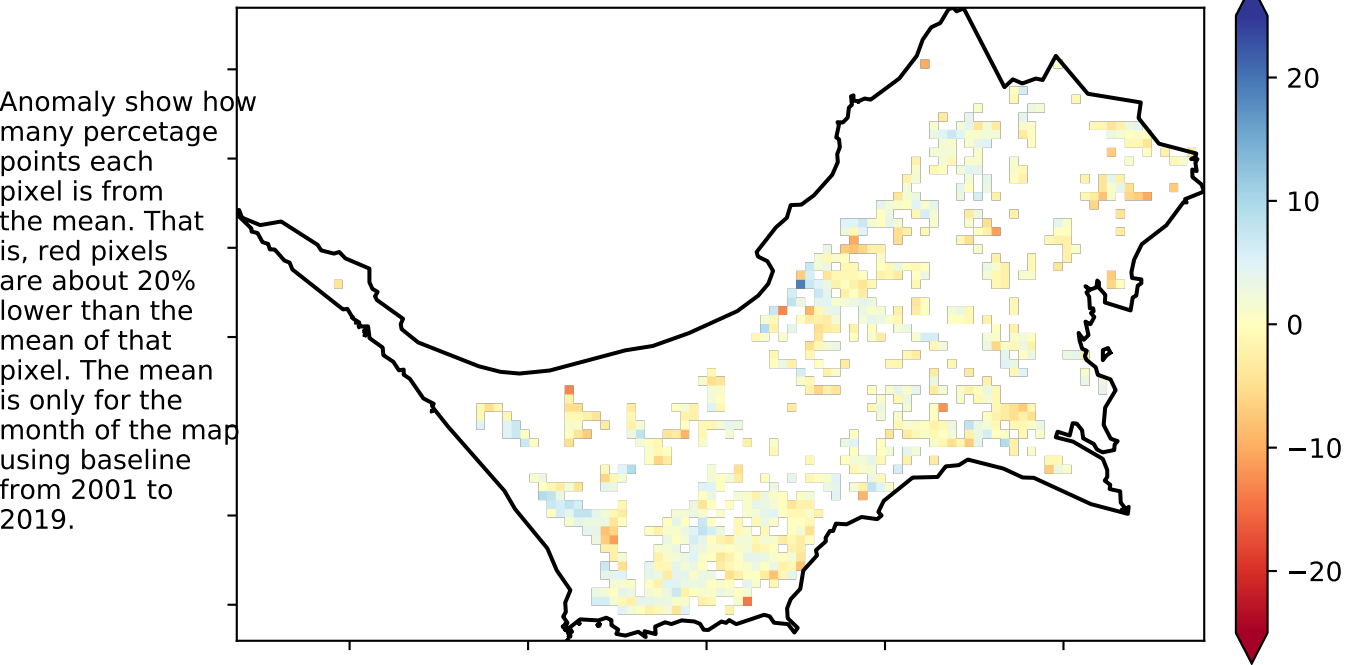 Anomaly show how
many percetage
points each
pixel is from
the mean. That
is, red pixels
are about 20%
lower than the
mean of that
pixel. The mean
is only for the
month of the map
using baseline
from 2001 to
2019.
20
10
0
−10
−20